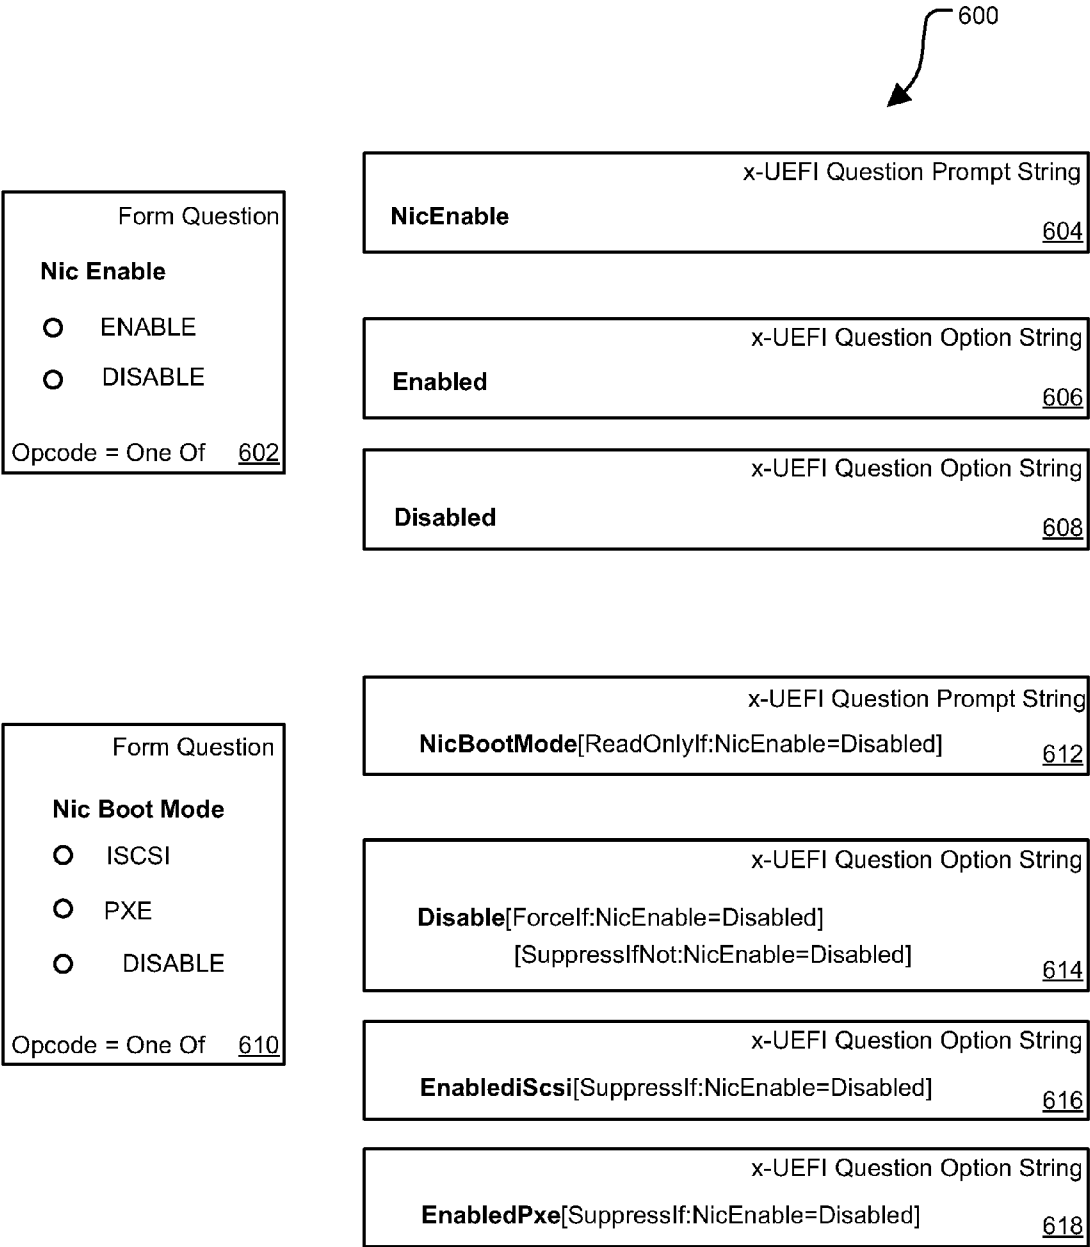 600
x-UEFI Question Prompt String
NicEnable
604
Form Question
Nic Enable
ENABLE
DISABLE
Opcode = One Of 602
x-UEFI Question Option String
Enabled
606
x-UEFI Question Option String
Disabled
608
x-UEFI Question Prompt String
NicBootMode[ReadOnlyIf:NicEnable=Disabled]
612
Form Question
Nic Boot Mode
ISCSI
PXE
DISABLE
Opcode = One Of 610
x-UEFI Question Option String
Disable[ForceIf:NicEnable=Disabled]
[SuppressIfNot:NicEnable=Disabled]
614
x-UEFI Question Option String
EnablediScsi[SuppressIf:NicEnable=Disabled]
616
x-UEFI Question Option String
EnabledPxe[SuppressIf:NicEnable=Disabled]
618